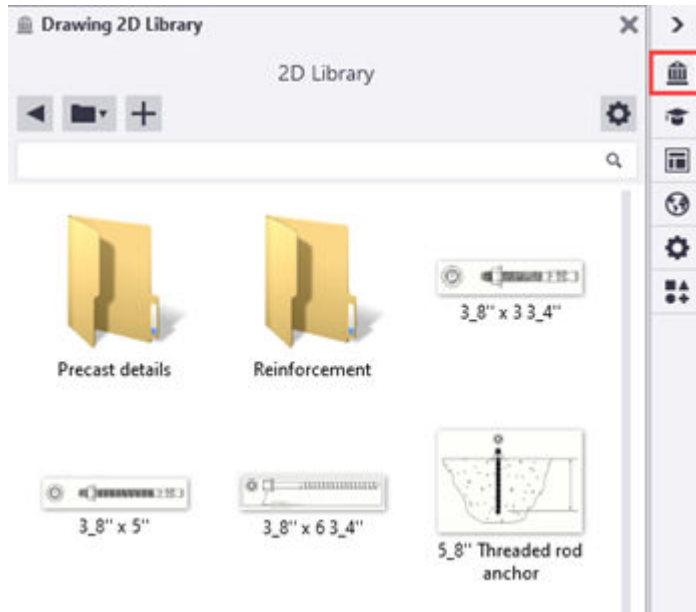 Drawing 2D Library
2D Library
Precast details
Reinforcement
3_8" x 3 3_4"
3_8" x 5"
3_8" x 6 3_4"
5_8" Threaded rod
anchor